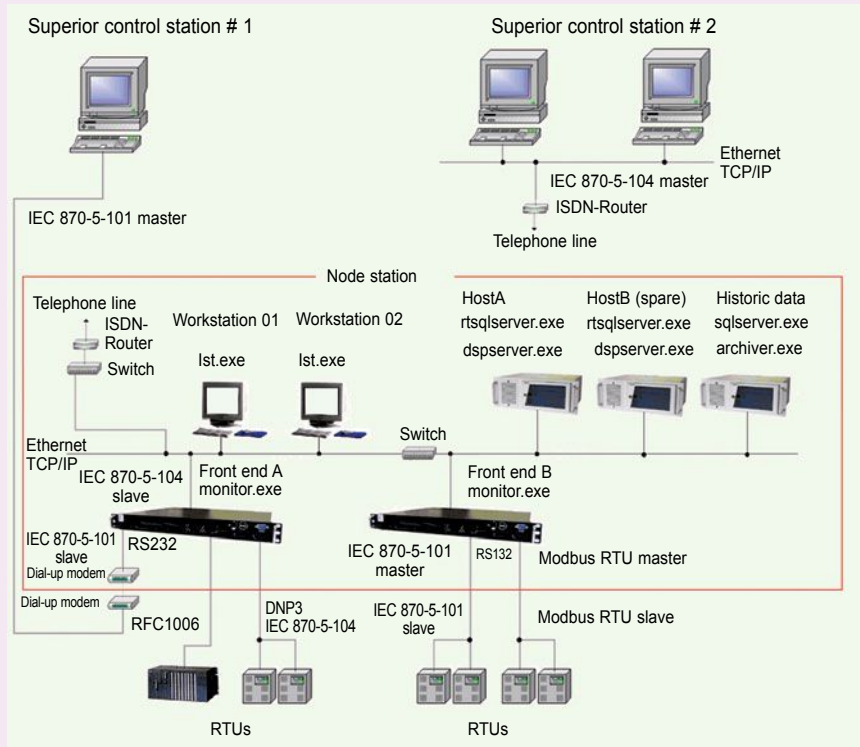 Superior control station # 1
Superior control station # 2
Ethernet
TCP/IP
IEC 870-5-104 master
IEC 870-5-101 master
ISDN-Router
Telephone line
Node station
Telephone line
ISDN-
Router
Switch
Workstation 01
Ist.exe
Workstation 02
Ist.exe
HostA
rtsqlserver.exe
dspserver.exe
HostB (spare)
rtsqlserver.exe
dspserver.exe
Historic data
sqlserver.exe
archiver.exe
Switch
Ethernet
TCP/IP
IEC 870-5-104
slave
Front end A
monitor.exe
Front end B
monitor.exe
IEC 870-5-101
slave
RS232
Dial-up modem
IEC 870-5-101
master
RS132
Modbus RTU master
Dial-up modem
RFC1006
DNP3
IEC 870-5-104
IEC 870-5-101
slave
Modbus RTU slave
RTUs
RTUs